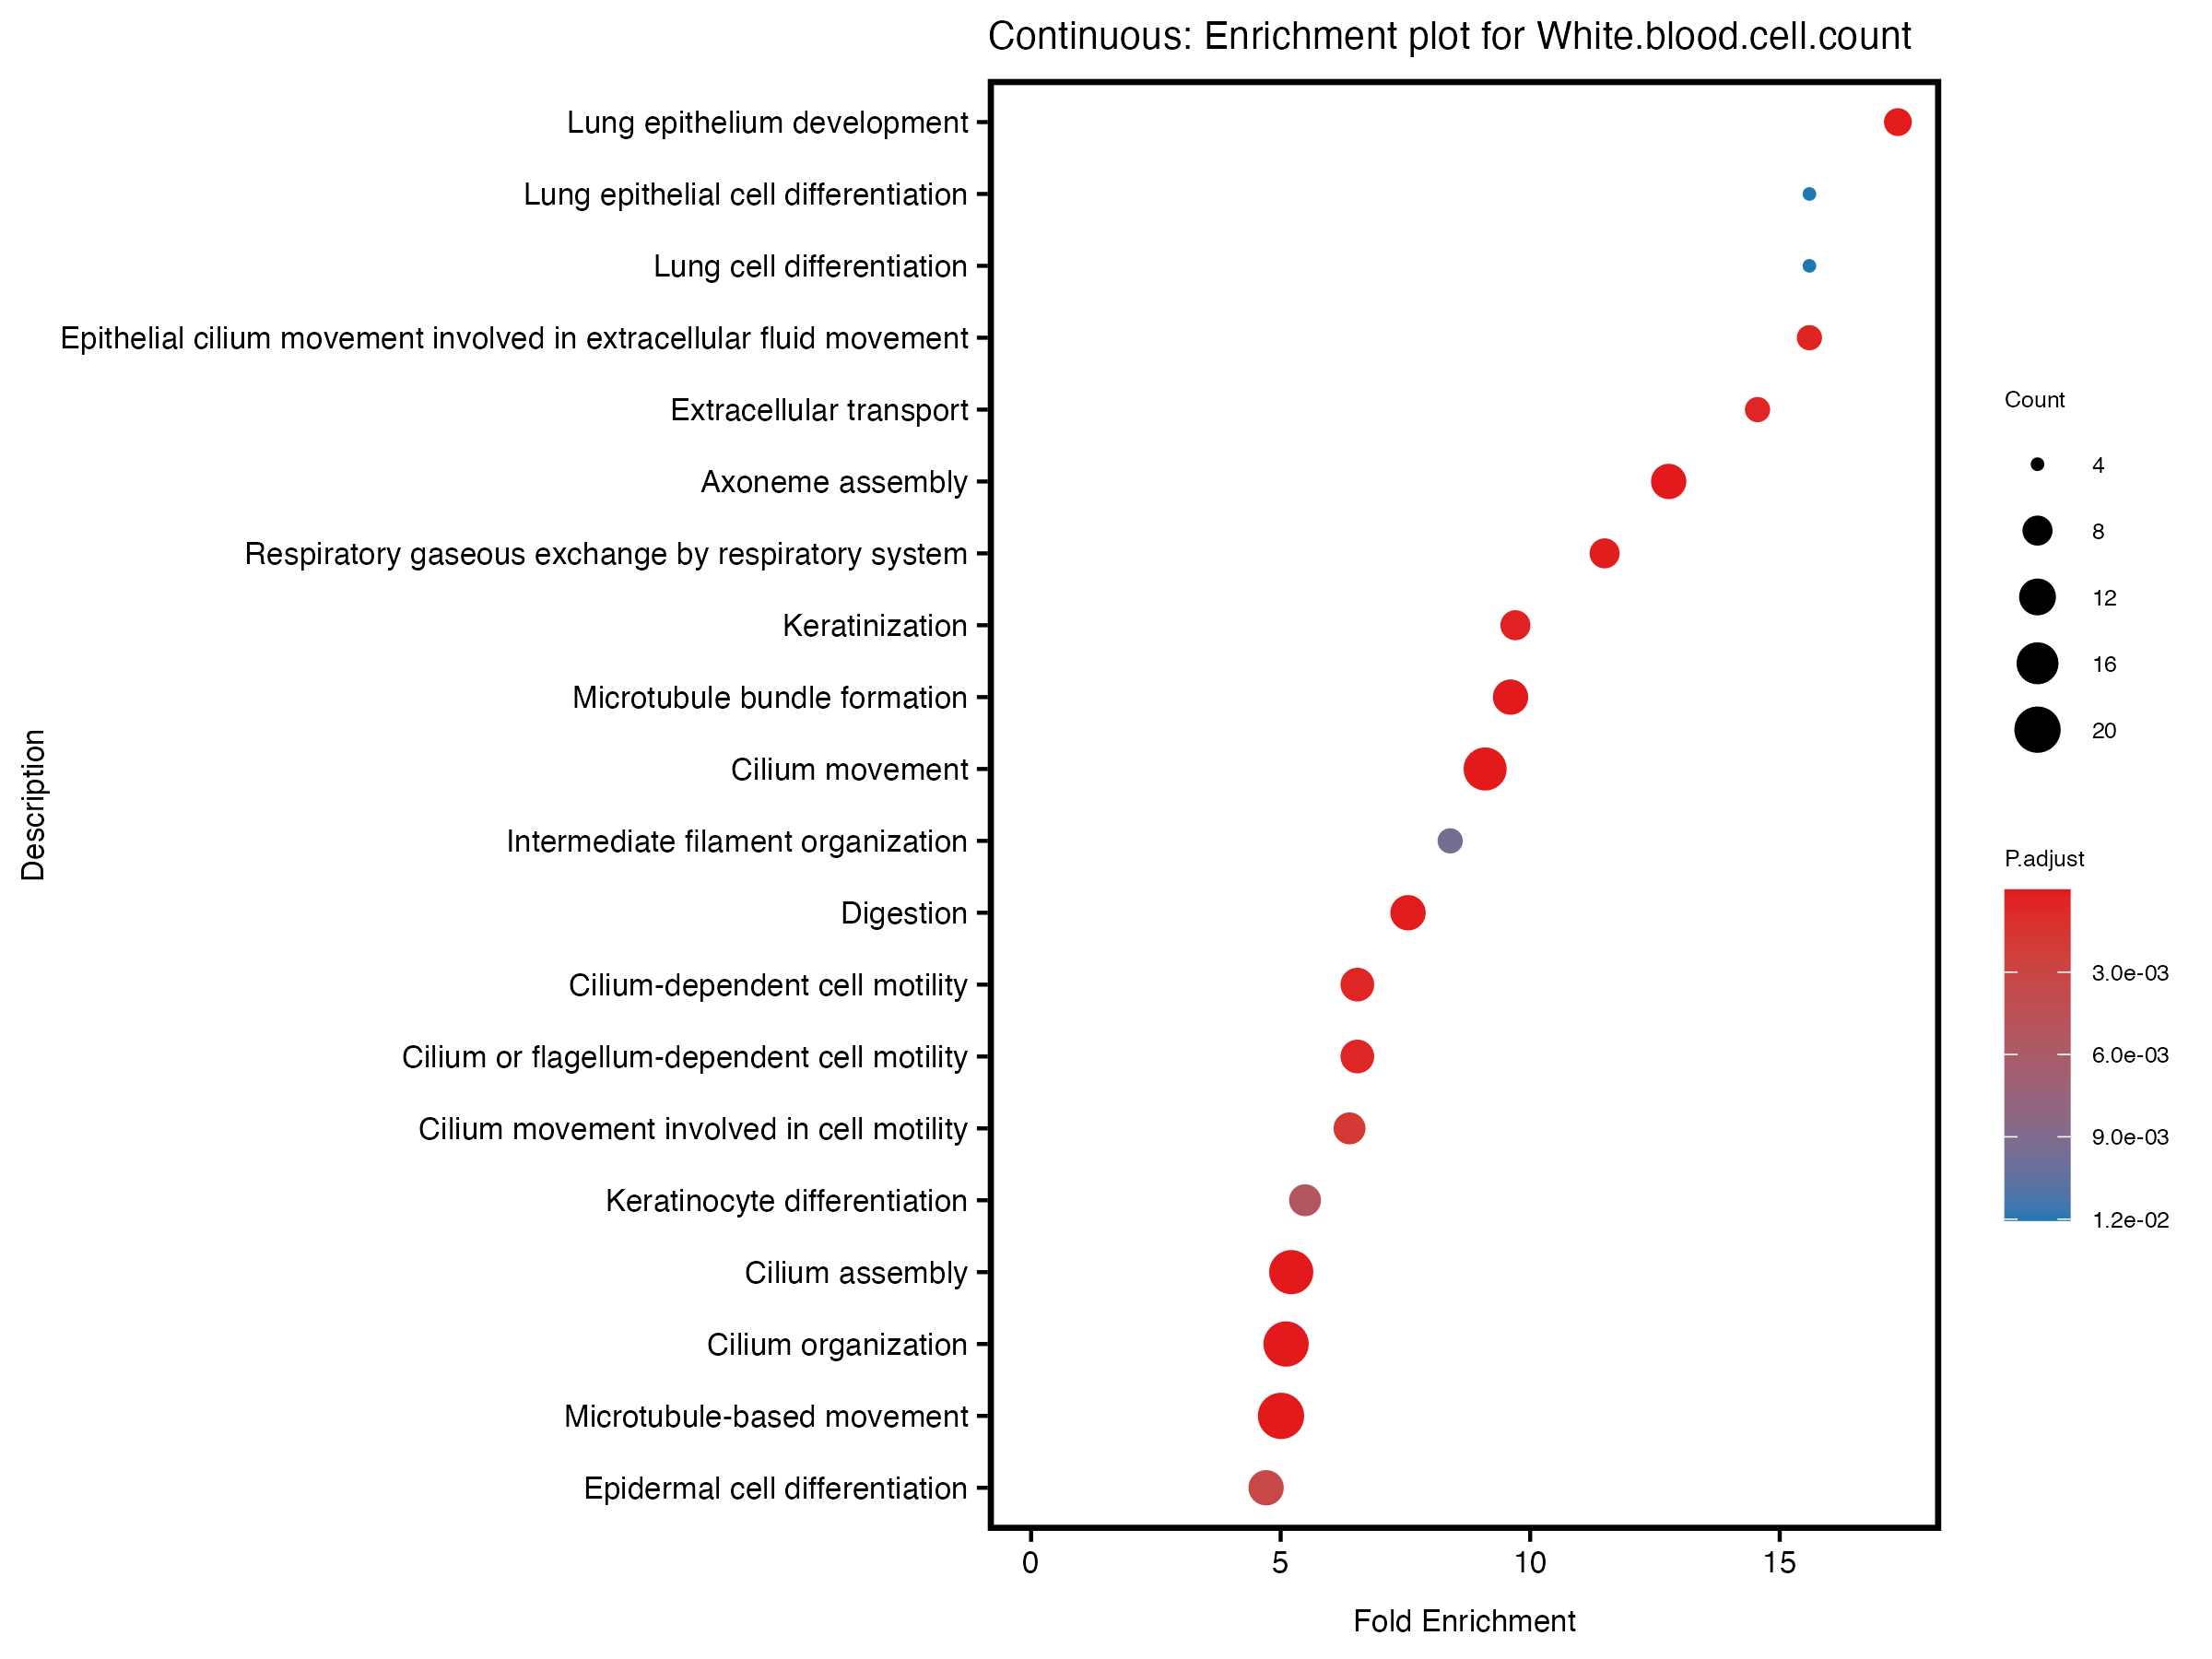 Continuous: Enrichment plot for White.blood.cell.count
Description
Lung epithelium development
Lung epithelial cell differentiation
Lung cell differentiation
Epithelial cilium movement involved in extracellular fluid movement
Extracellular transport
Axoneme assembly
Respiratory gaseous exchange by respiratory system
Keratinization
Microtubule bundle formation
Cilium movement
Intermediate filament organization
Digestion
Cilium-dependent cell motility
Cilium or flagellum-dependent cell motility
Cilium movement involved in cell motility
Keratinocyte differentiation
Cilium assembly
Cilium organization
Microtubule-based movement
Epidermal cell differentiation
0 5 10 15
Fold Enrichment
Count
4
8
12
16
20
P.adjust
3.0e-03
6.0e-03
9.0e-03
1.2e-02